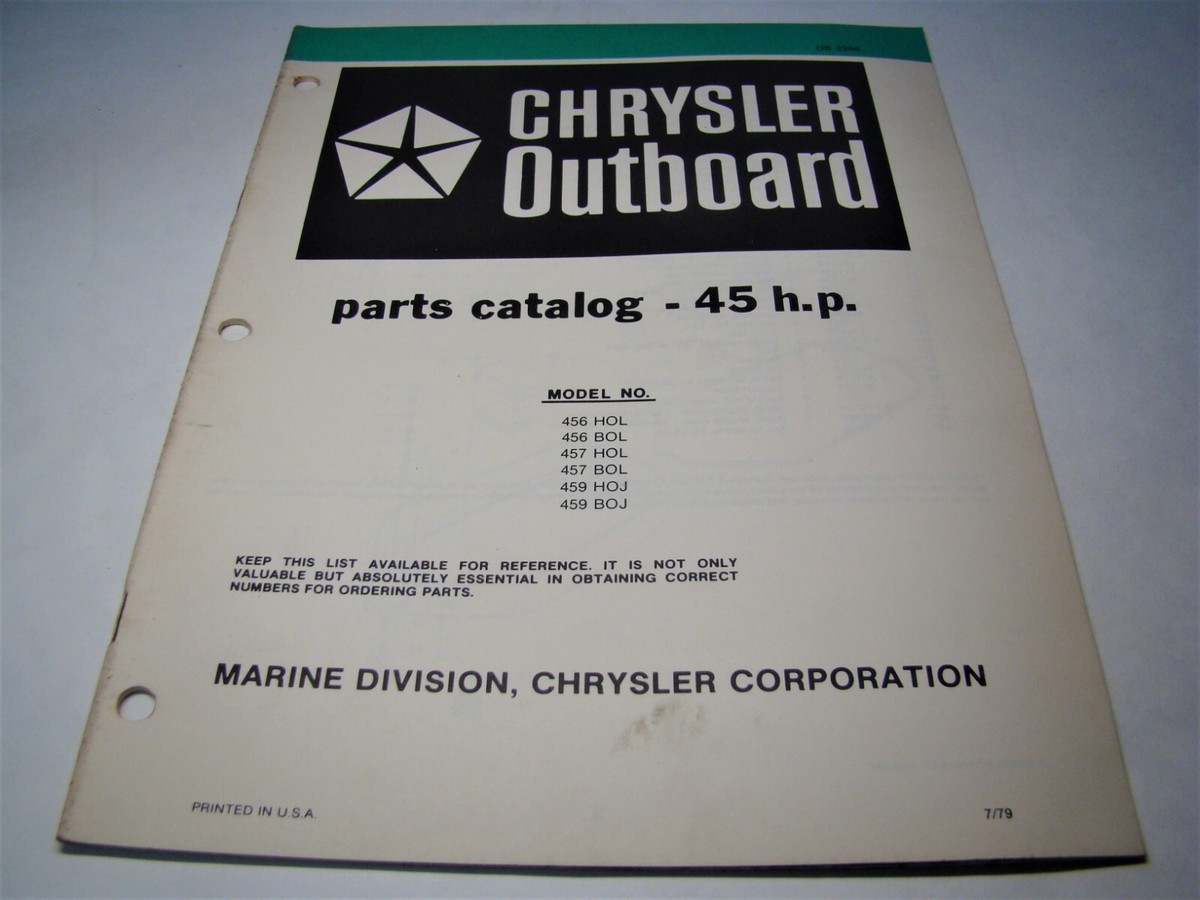 CHRYSLER
Outboard
parts catalog - 45 h.p.
MODEL NO.
456 HOL
456 BOL
457 HOL
457 BOL
459 HOJ
459 BOJ
KEEP THIS LIST AVAILABLE FOR REFERENCE. IT IS NOT ONLY
VALUABLE BUT ABSOLUTELY ESSENTIAL IN OBTAINING CORRECT
NUMBERS FOR ORDERING PARTS.
MARINE DIVISION, CHRYSLER CORPORATION
PRINTED IN U.S.A.
7/79